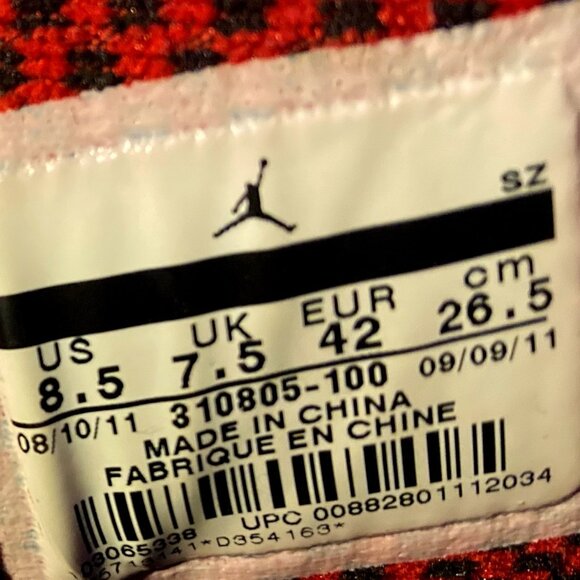 SZ
US UK EUR cm
8.5 7.5 42 26.5
08/10/11 310805-100 09/09/11
MADE IN CHINA
FABRIQUE EN CHINE
UPC 00882801112034
*D354163*